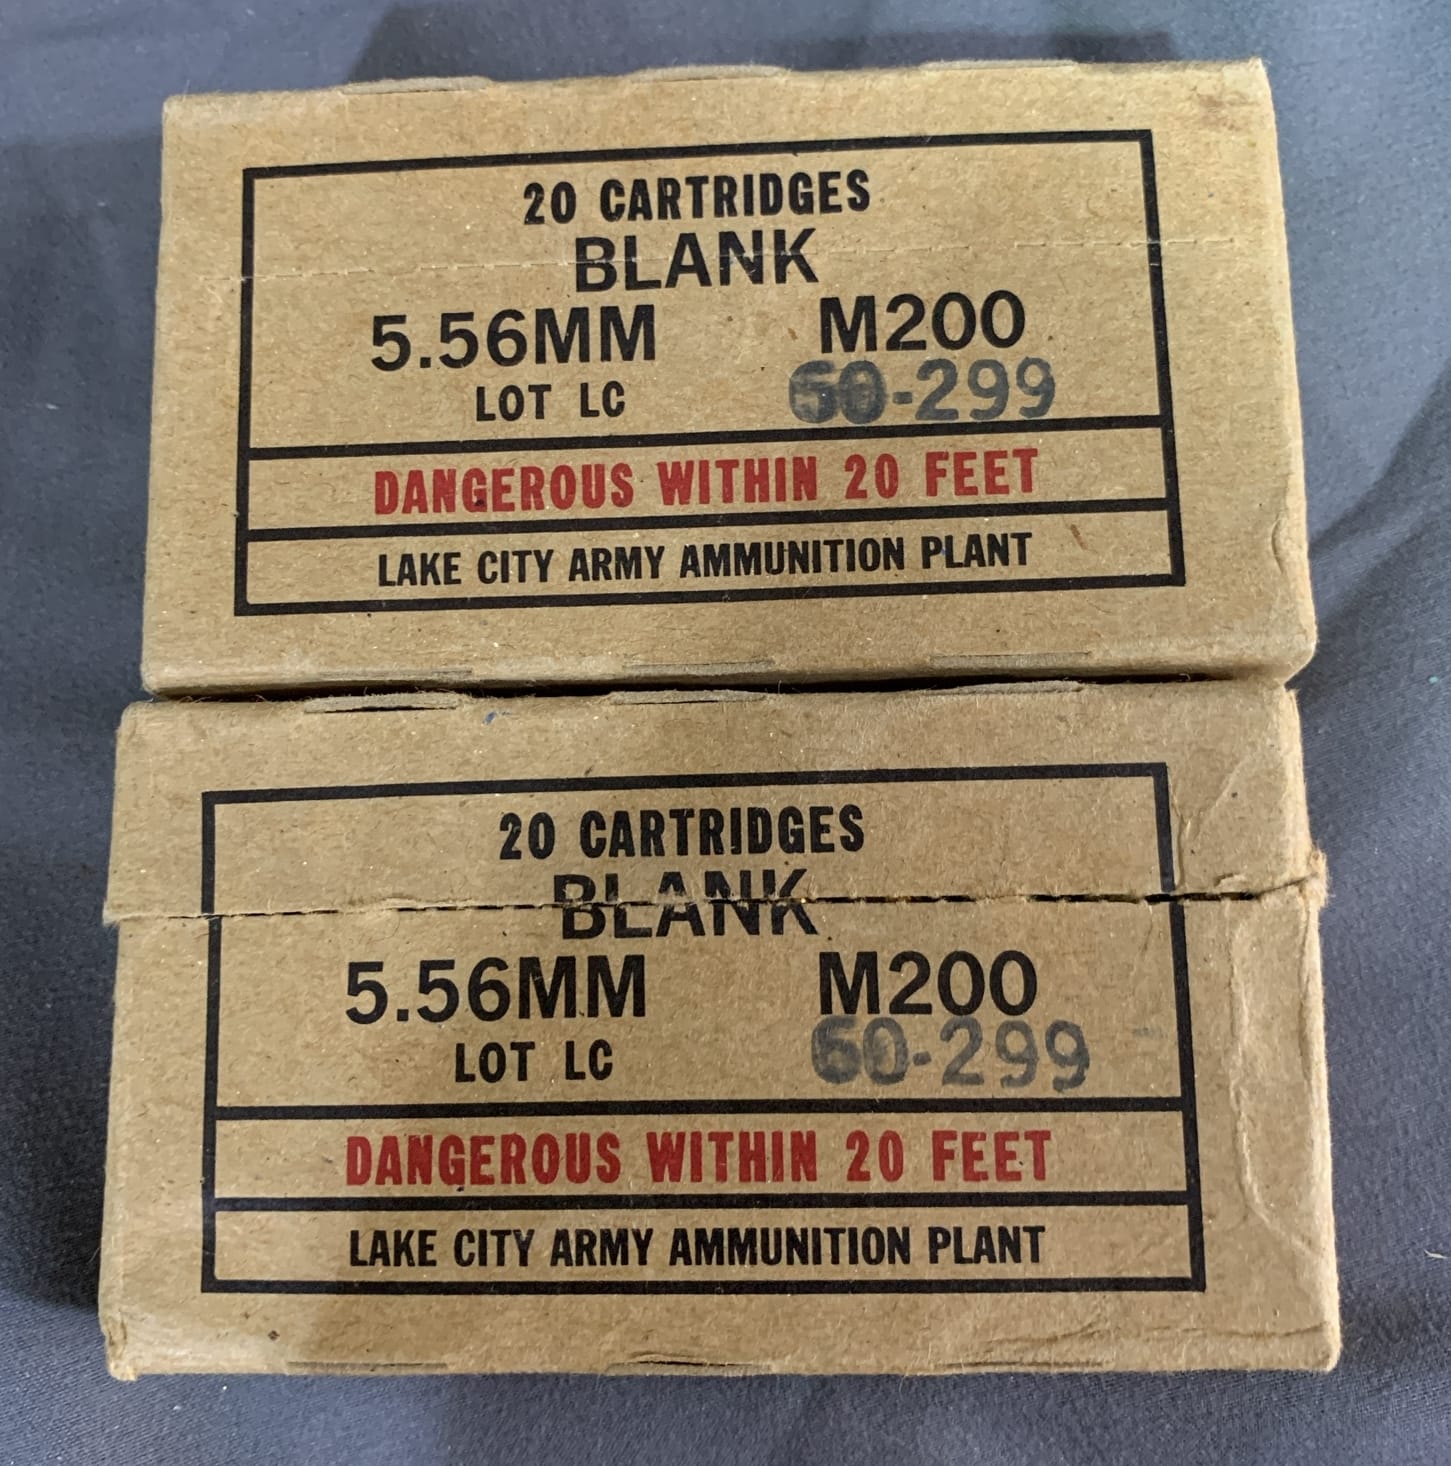 20 CARTRIDGES
BLANK
5.56MM M200
LOT LC 60-299
DANGEROUS WITHIN 20 FEET
LAKE CITY ARMY AMMUNITION PLANT
20 CARTRIDGES
BLANK
5.56MM M200
LOT LC 60-299
DANGEROUS WITHIN 20 FEET
LAKE CITY ARMY AMMUNITION PLANT